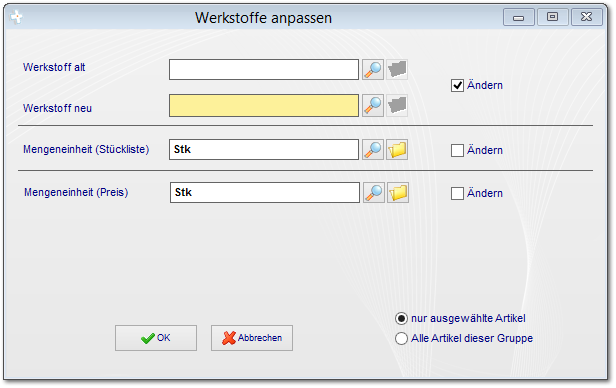 Werkstoffe anpassen
Werkstoff alt
Ändern
Werkstoff neu
Mengeneinheit (Stückliste) Stk Ändern
Mengeneinheit (Preis) Stk Ändern
nur ausgewählte Artikel
OK Abbrechen
Alle Artikel dieser Gruppe